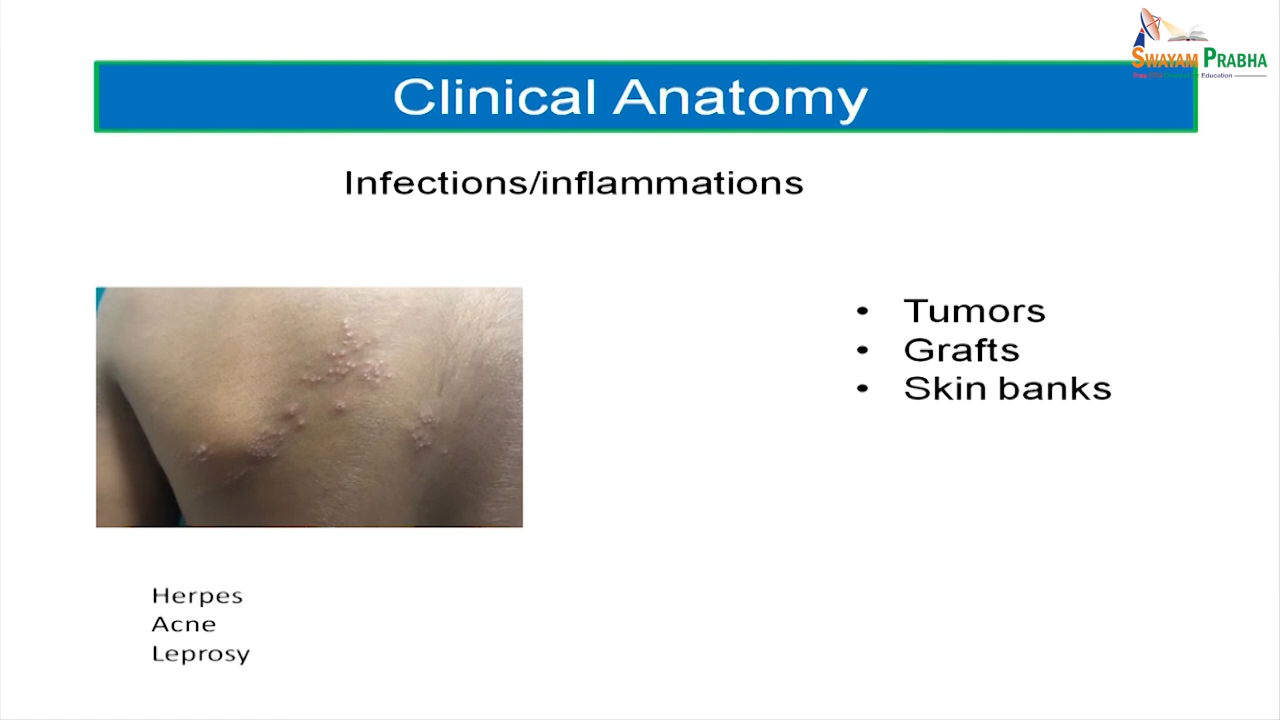 SWAYAM PRABHA
Clinical Anatomy
Infections/inflammations
• Tumors
• Grafts
• Skin banks
Herpes
Acne
Leprosy